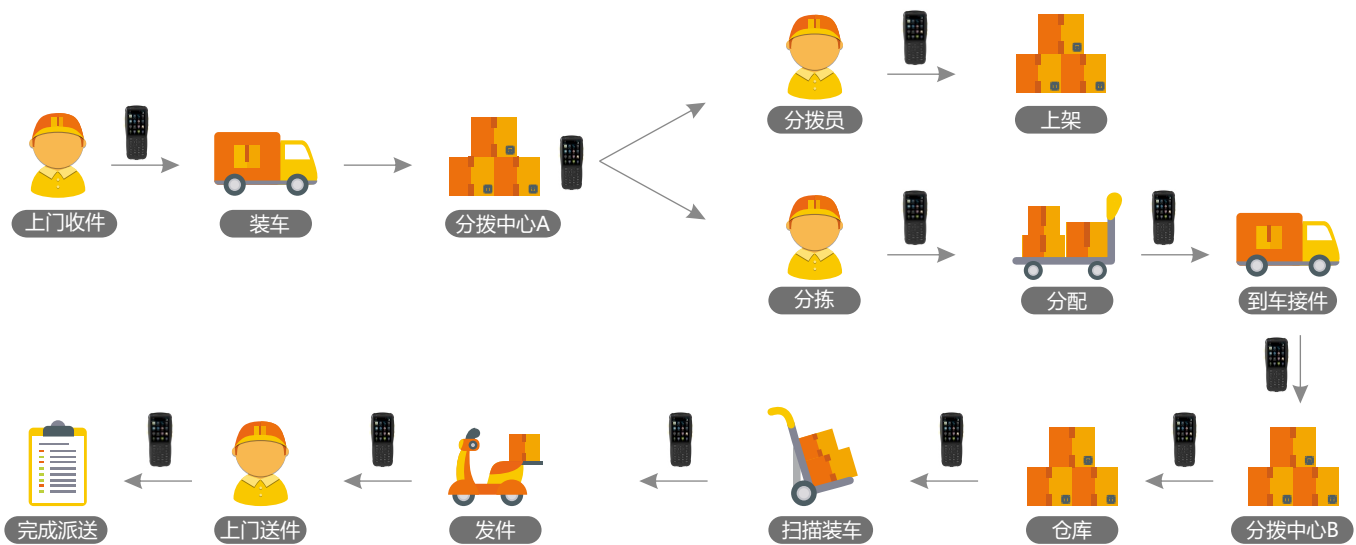 分拨员
上架
上门收件
装车
分拨中心A
分拣
分配
到车接件
完成派送
上门送件
发件
扫描装车
仓库
分拨中心B